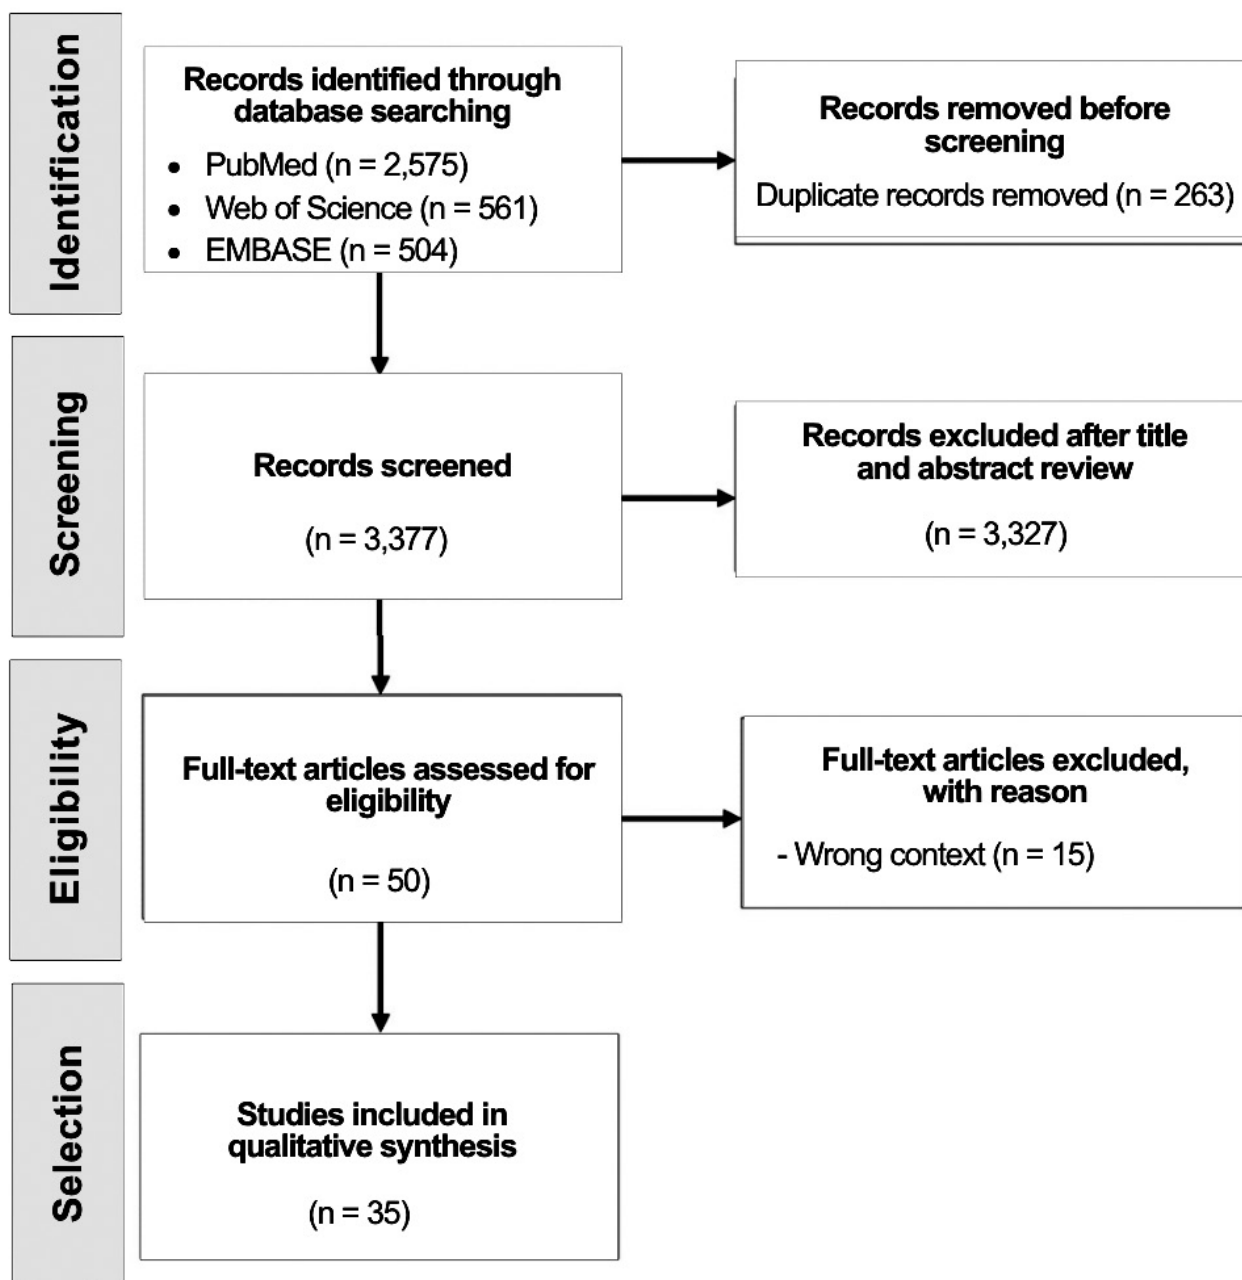 Identification
Records identified through
database searching
• PubMed (n = 2,575)
• Web of Science (n = 561)
• EMBASE (n = 504)
Records removed before
screening
Duplicate records removed (n = 263)
Screening
Records screened
(n = 3,377)
Records excluded after title
and abstract review
(n = 3,327)
Eligibility
Full-text articles assessed for
eligibility
(n = 50)
Full-text articles excluded,
with reason
- Wrong context (n = 15)
Selection
Studies included in
qualitative synthesis
(n = 35)